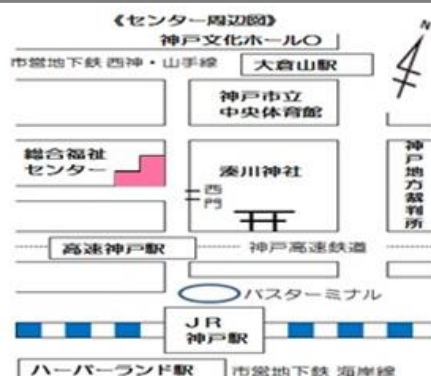 《センター周辺図》
神戸文化ホール〇
N
市営地下鉄 西神・山手線
大倉山駅
神戸市立
中央体育館
総合福祉
センター
湊川神社
神戸地方裁判所
西門
高速神戸駅
神戸高速鉄道
バスターミナル
JR
神戸駅
ハーバーランド駅
市営地下鉄 海岸線